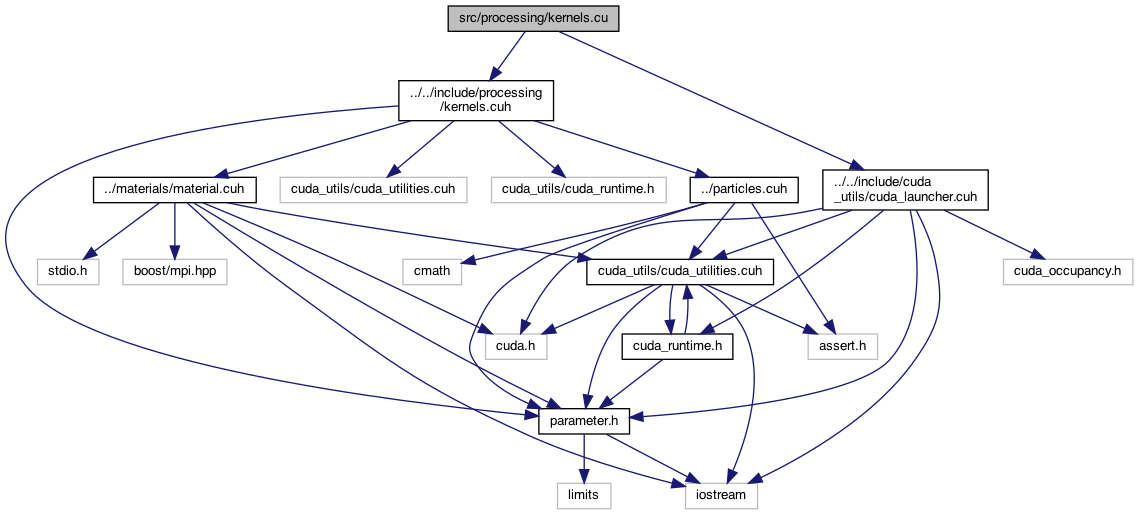 src/processing/kernels.cu
../../include/processing
/kernels.cuh
../materials/material.cuh
cuda_utils/cuda_utilities.cuh
cuda_utils/cuda_runtime.h
../particles.cuh
../../include/cuda
_utils/cuda_launcher.cuh
stdio.h
boost/mpi.hpp
cmath
cuda_utils/cuda_utilities.cuh
cuda_occupancy.h
cuda.h
cuda_runtime.h
assert.h
parameter.h
limits
iostream